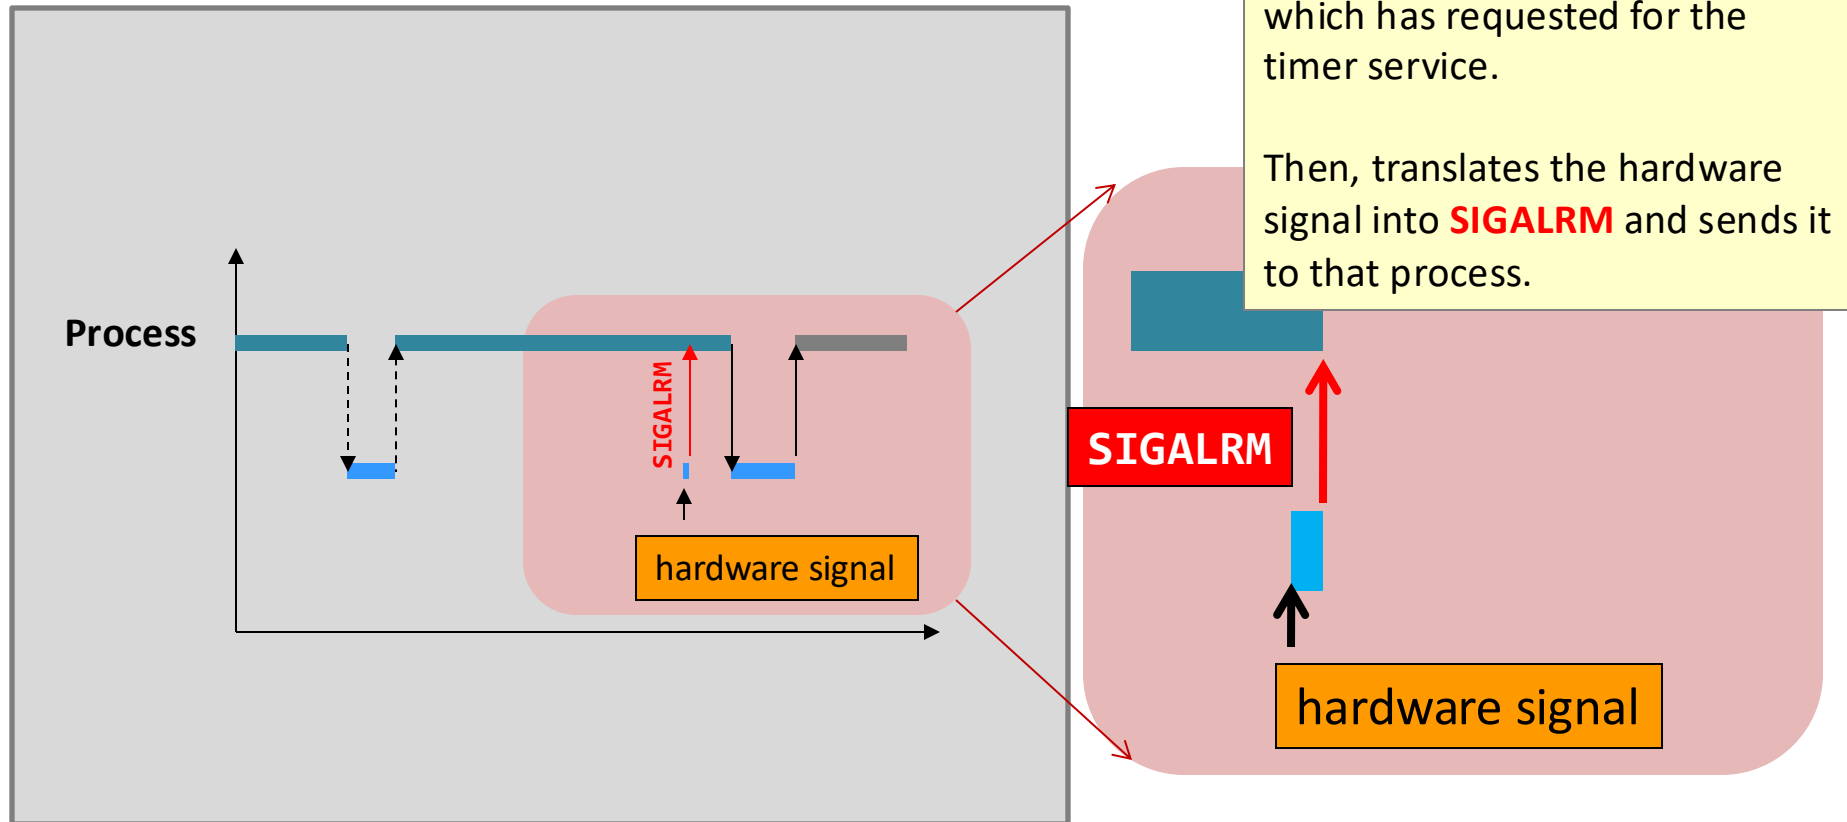 which has requested for the
timer service.
Then, translates the hardware
signal into SIGALRM and sends it
to that process.
Process
SIGALRM
hardware signal
SIGALRM
hardware signal